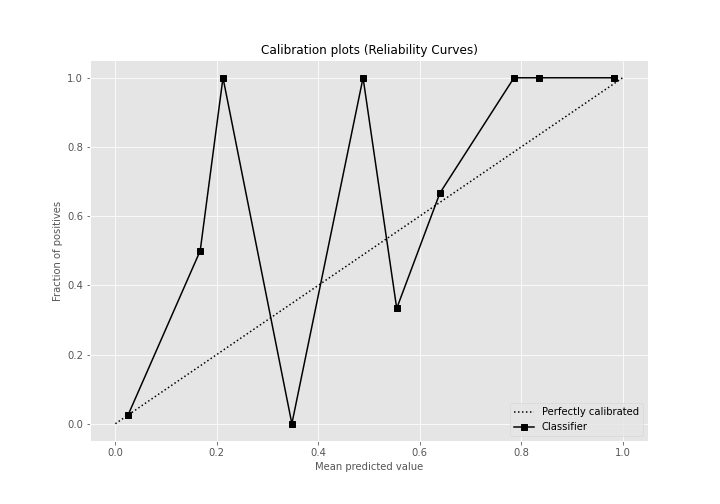 Calibration plots (Reliability Curves)
1.0
0.8
0.6
0.4
0.2
0.0
Fraction of positives
0.0 0.2 0.4 0.6 0.8 1.0
Mean predicted value
Perfectly calibrated
Classifier